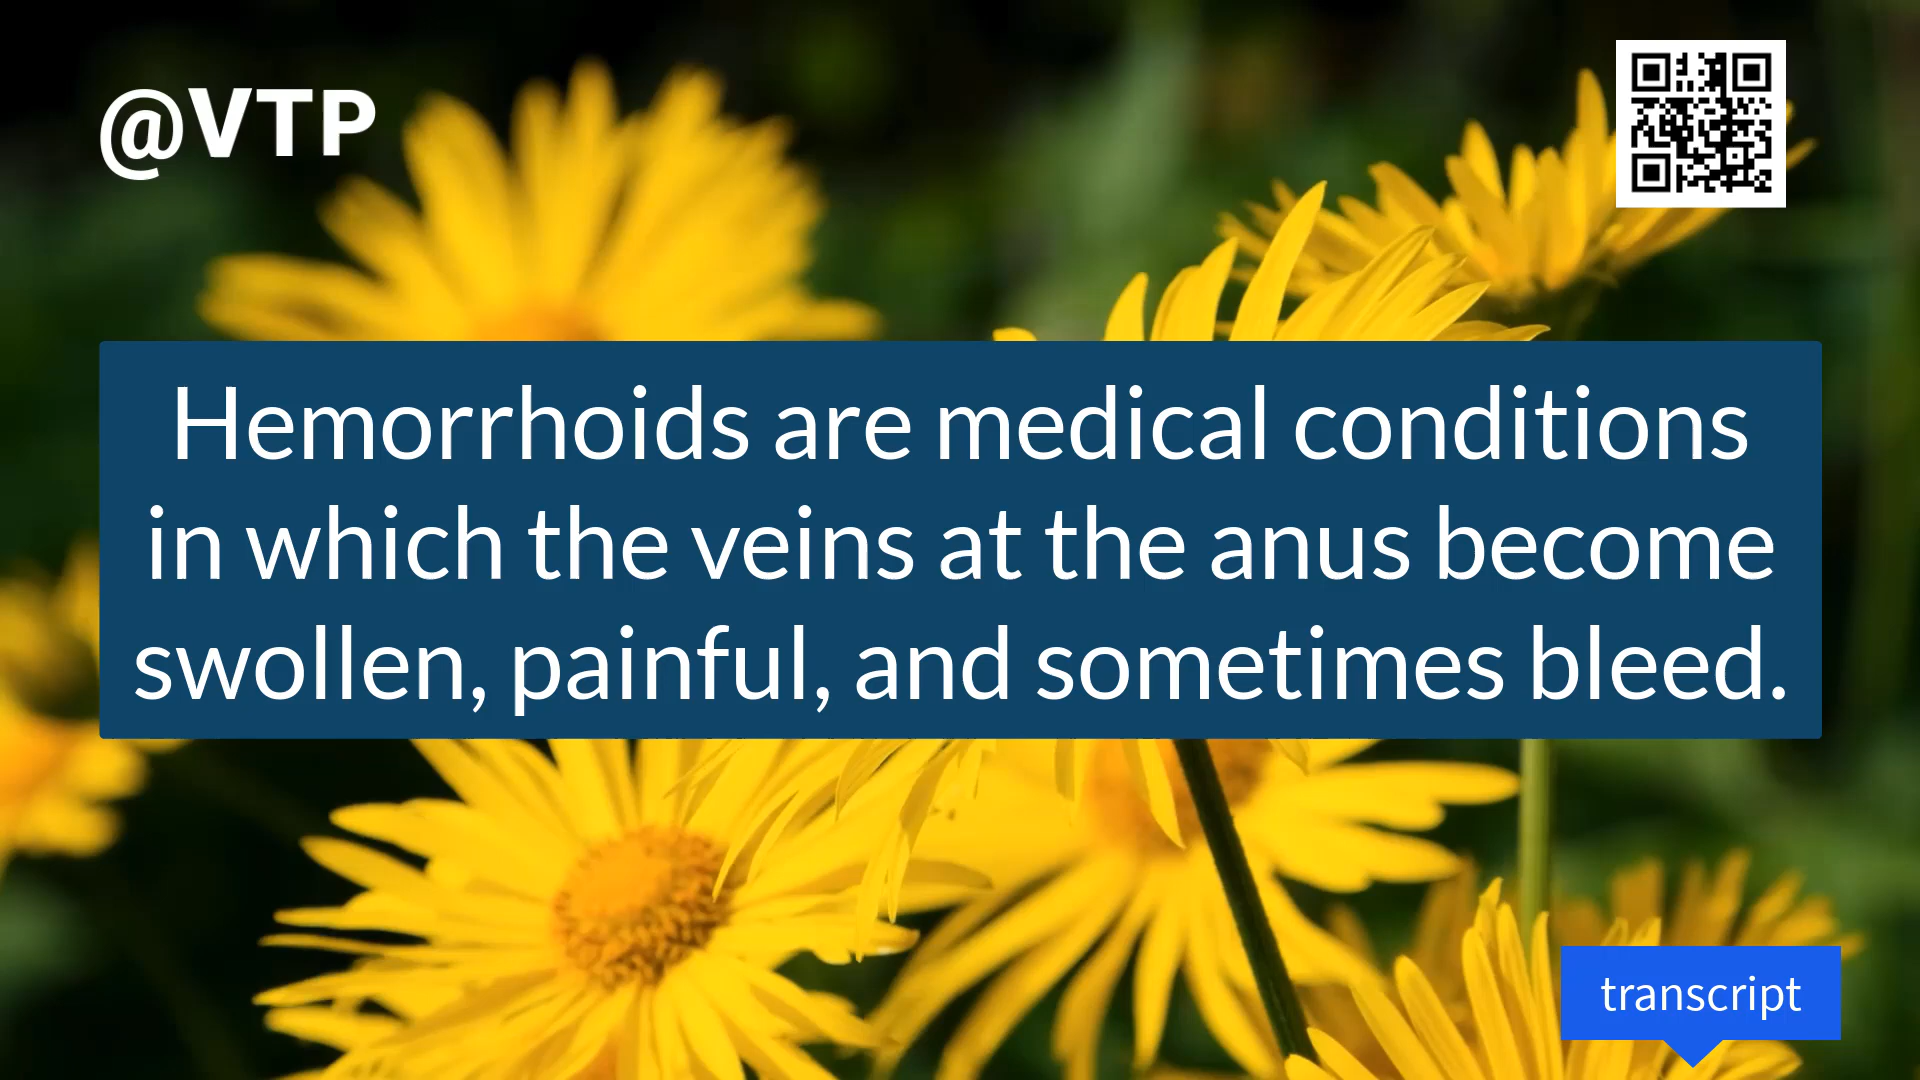 @VTP
Hemorrhoids are medical conditions
in which the veins at the anus become
swollen, painful, and sometimes bleed.
transcript